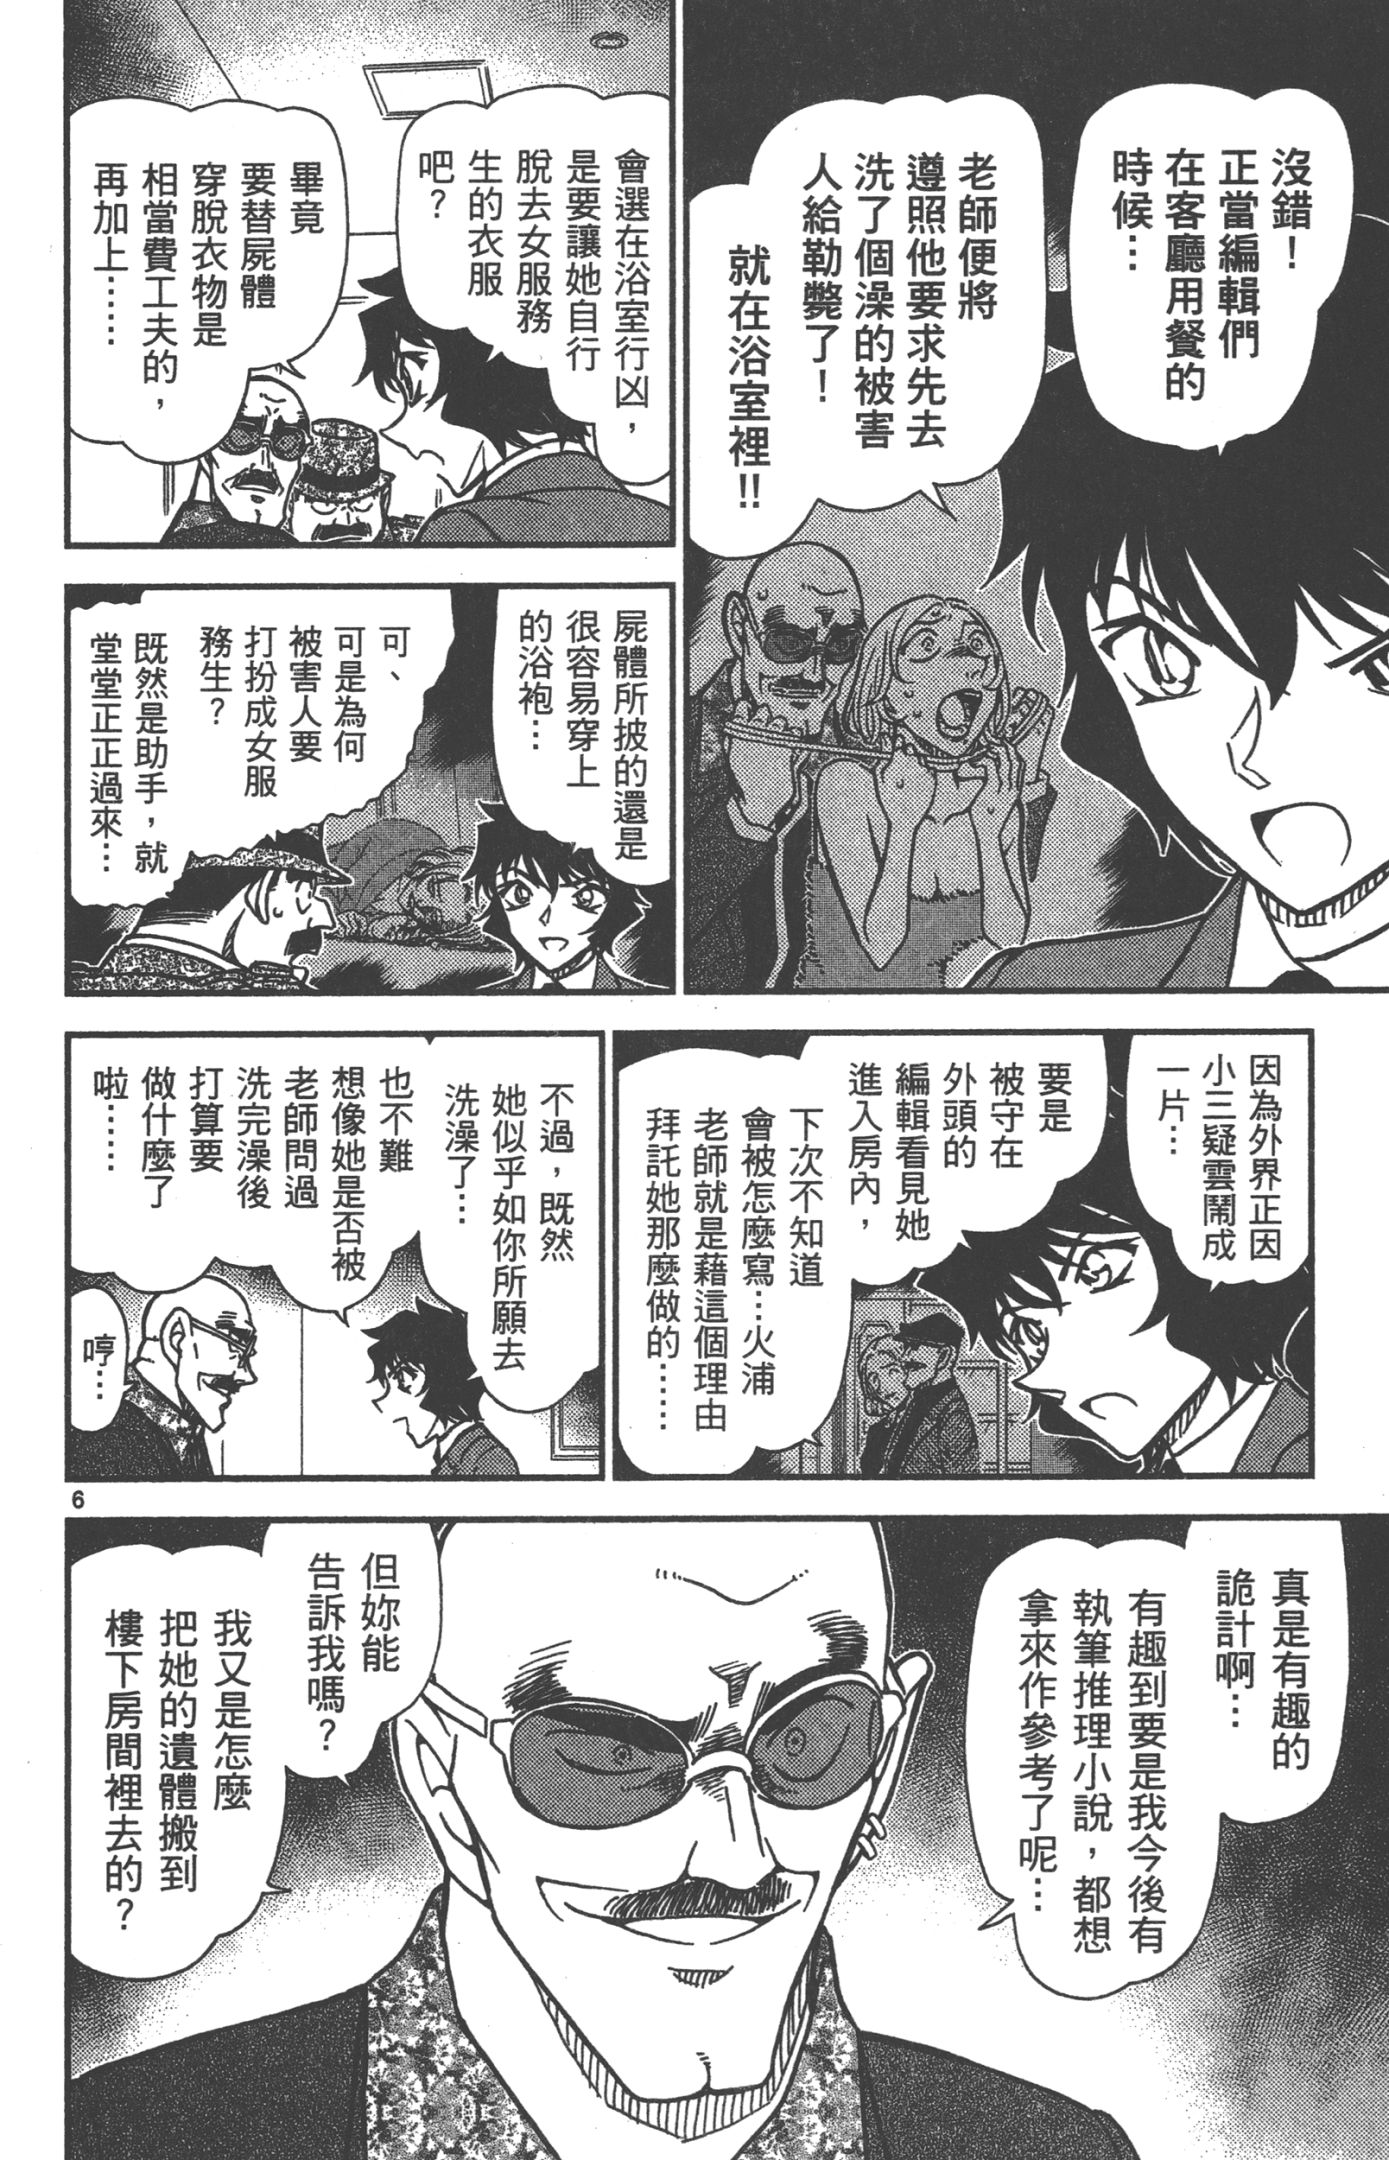 沒錯！
正當編輯們
在客廳用餐的
時候…
老師便將
遵照他要求先去
洗了個澡的被害
人給勒斃了！
就在浴室裡!!
會選在浴室行凶，
是要讓她自行
脫去女服務
生的衣服
吧？
畢竟
要替屍體
穿脫衣物是
相當費工夫的，
再加上……
屍體所披的還是
很容易穿上
的浴袍…
可、
可是為何
被害人要
打扮成女服
務生？
既然是助手，就
堂堂正正過來…
因為外界正因
小三疑雲鬧成
一片…
要是
被守在
外頭的
編輯看見她
進入房內，
下次不知道
會被怎麼寫…火浦
老師就是藉這個理由
拜託她那麼做的……
不過，既然
她似乎如你所願去
洗澡了…
也不難
想像她是否被
老師問過
洗完澡後
打算要
做什麼了
啦……
哼…
6
真是有趣的
詭計啊…
有趣到要是我今後有
執筆推理小說，都想
拿來作參考了呢…
但妳能
告訴我嗎？
我又是怎麼
把她的遺體搬到
樓下房間裡去的？